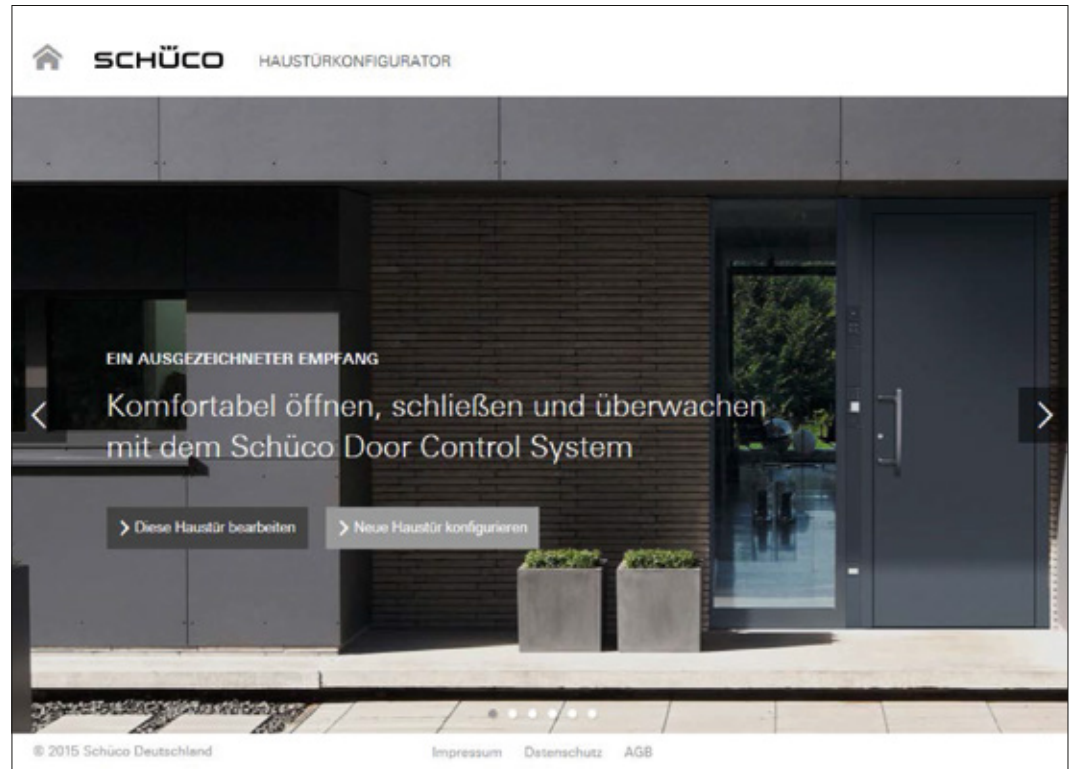 SCHÜCO HAUSTÜRKONFIGURATOR
EIN AUSGEZEICHNETER EMPFANG
Komfortabel öffnen, schließen und überwachen
mit dem Schüco Door Control System
Diese Haustür bearbeiten
Neue Haustür konfigurieren
© 2015 Schüco Deutschland Impressum Datenschutz AGB